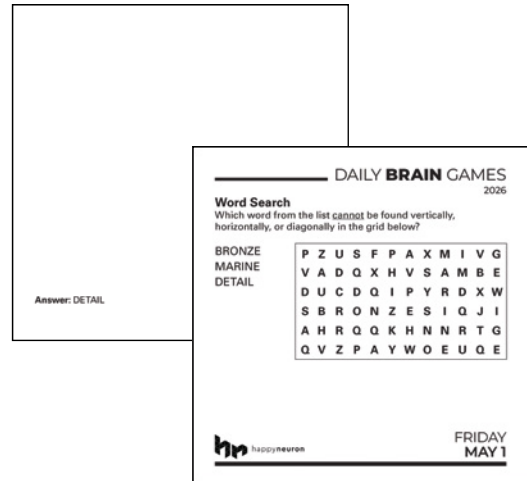 Answer: DETAIL
DAILY BRAIN GAMES
2026
Word Search
Which word from the list cannot be found vertically,
horizontally, or diagonally in the grid below?
BRONZE
MARINE
DETAIL
P Z U S F P A X M I V G
V A D Q X H V S A M B E
D U C D Q I P Y R D X W
S B R O N Z E S I Q J I
A H R Q Q K H N N R T G
Q V Z P A Y W O E U Q E
hn happyneuron
FRIDAY
MAY 1